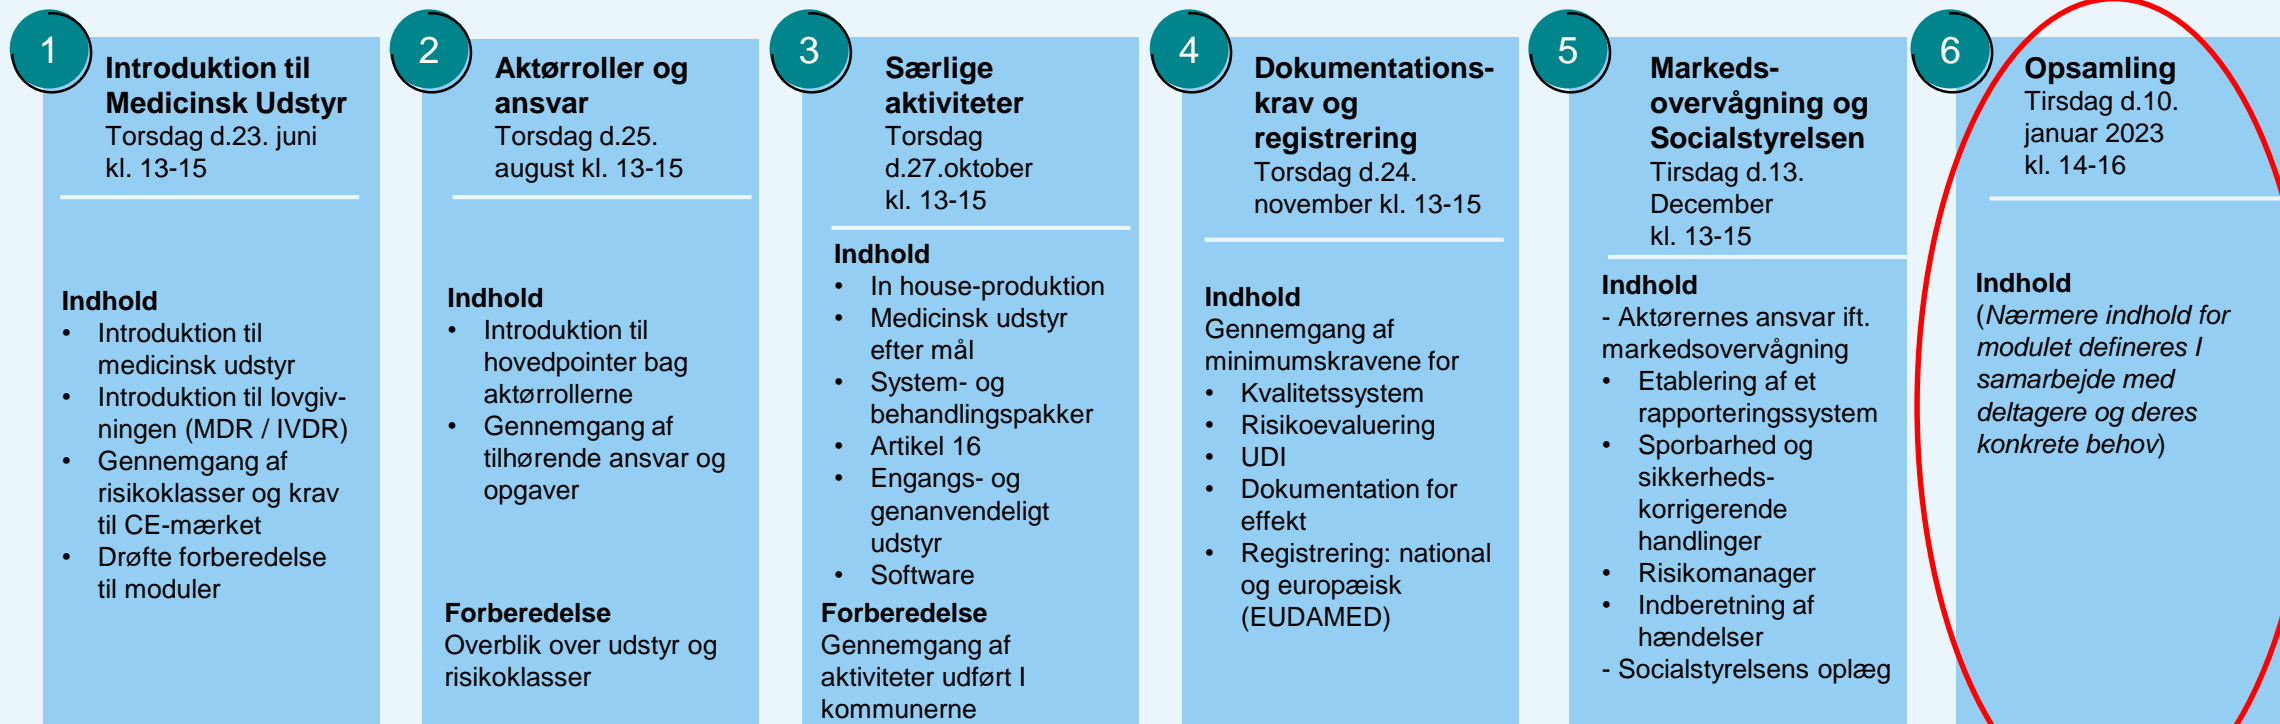 1
Introduktion til
Medicinsk Udstyr
Torsdag d.23. juni
kl. 13-15
Indhold
• Introduktion til
medicinsk udstyr
• Introduktion til lovgiv-
ningen (MDR / IVDR)
• Gennemgang af
risikoklasser og krav
til CE-mærket
• Drøfte forberedelse
til moduler
2
Aktørroller og
ansvar
Torsdag d.25.
august kl. 13-15
Indhold
• Introduktion til
hovedpointer bag
aktørrollerne
• Gennemgang af
tilhørende ansvar og
opgaver
Forberedelse
Overblik over udstyr og
risikoklasser
3
Særlige
aktiviteter
Torsdag
d.27.oktober
kl. 13-15
Indhold
• In house-produktion
• Medicinsk udstyr
efter mål
• System- og
behandlingspakker
• Artikel 16
• Engangs- og
genanvendeligt
udstyr
• Software
Forberedelse
Gennemgang af
aktiviteter udført I
kommunerne
4
Dokumentations-
krav og
registrering
Torsdag d.24.
november kl. 13-15
Indhold
Gennemgang af
minimumskravene for
• Kvalitetssystem
• Risikoevaluering
• UDI
• Dokumentation for
effekt
• Registrering: national
og europæisk
(EUDAMED)
5
Markeds-
overvågning og
Socialstyrelsen
Tirsdag d.13.
December
kl. 13-15
Indhold
- Aktørernes ansvar ift.
markedsovervågning
• Etablering af et
rapporteringssystem
• Sporbarhed og
sikkerheds-
korrigerende
handlinger
• Risikomanager
• Indberetning af
hændelser
- Socialstyrelsens oplæg
6
Opsamling
Tirsdag d.10.
januar 2023
kl. 14-16
Indhold
(Nærmere indhold for
modulet defineres I
samarbejde med
deltagere og deres
konkrete behov)